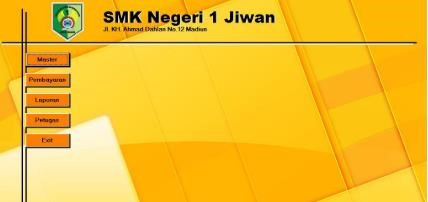 SMK Negeri 1 Jiwan
Jl. KH. Ahmad Dahlan No.12 Madiun
Master
Pembayaran
Laporan
Petugas
Exit